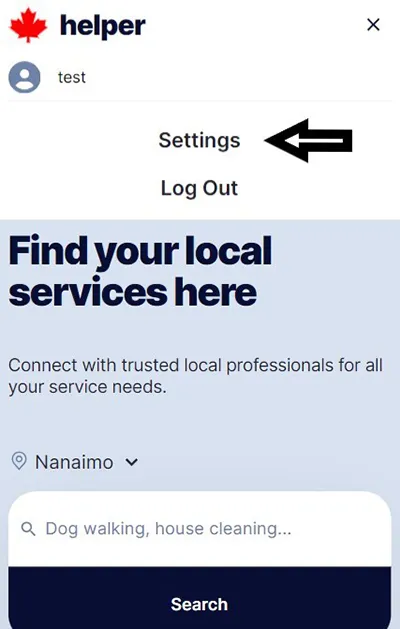 helper
test
Settings
Log Out
Find your local
services here
Connect with trusted local professionals for all
your service needs.
Nanaimo
Dog walking, house cleaning...
Search